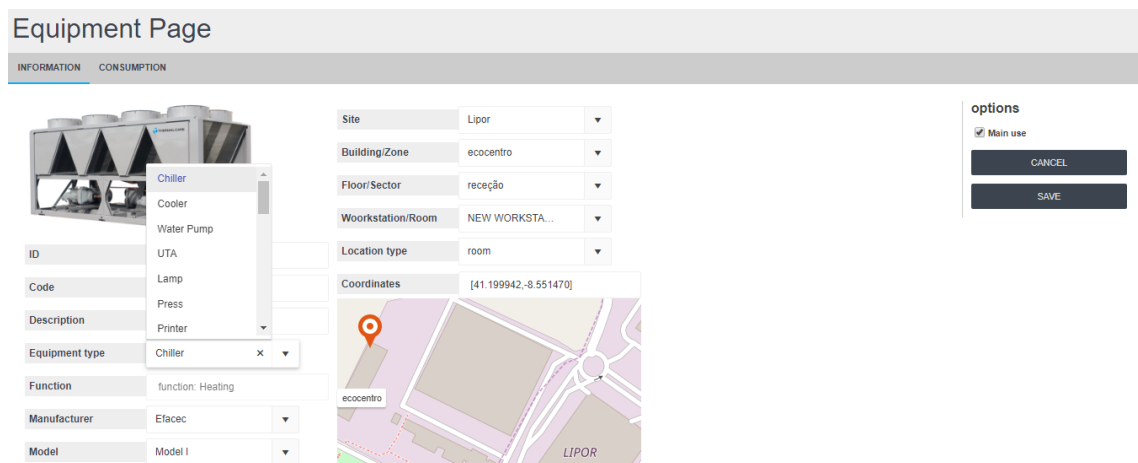 Equipment Page
INFORMATION CONSUMPTION
Chiller
Cooler
Water Pump
UTA
Lamp
Press
Printer
ID
Code
Description
Equipment type Chiller × ▼
Function function: Heating
Manufacturer Efacec ▼
Model Model I ▼
Site Lipor ▼
Building/Zone ecocentro ▼
Floor/Sector receção ▼
Woorkstation/Room NEW WORKSTA... ▼
Location type room ▼
Coordinates [41.199942,-8.551470]
ecocentro
LIPOR
options
Main use
CANCEL
SAVE